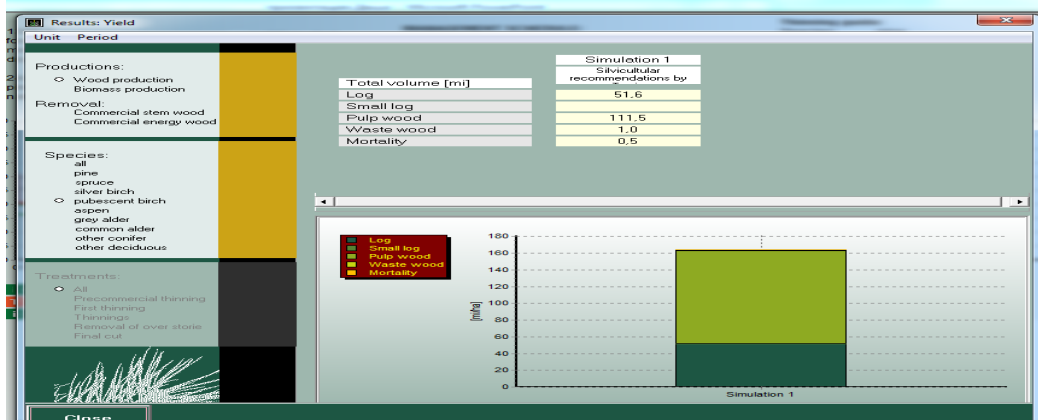 Results: Yield
Unit Period
Productions:
Wood production
Biomass production
Removal:
Commercial stem wood
Commercial energy wood
Species:
all
pine
spruce
silver birch
pubescent birch
aspen
grey alder
common alder
other conifer
other deciduous
Treatments:
All
Precommercial thinning
First thinning
Thinnings
Removal of over storie
Final cut
Close
Simulation 1
Silvicultular
recommendations by
Total volume [mi]
Log 51,6
Small log
Pulp wood 111,5
Waste wood 1,0
Mortality 0,5
Log
Small log
Pulp wood
Waste wood
Mortality
[m/ha]
180
160
140
120
100
80
60
40
20
0
Simulation 1